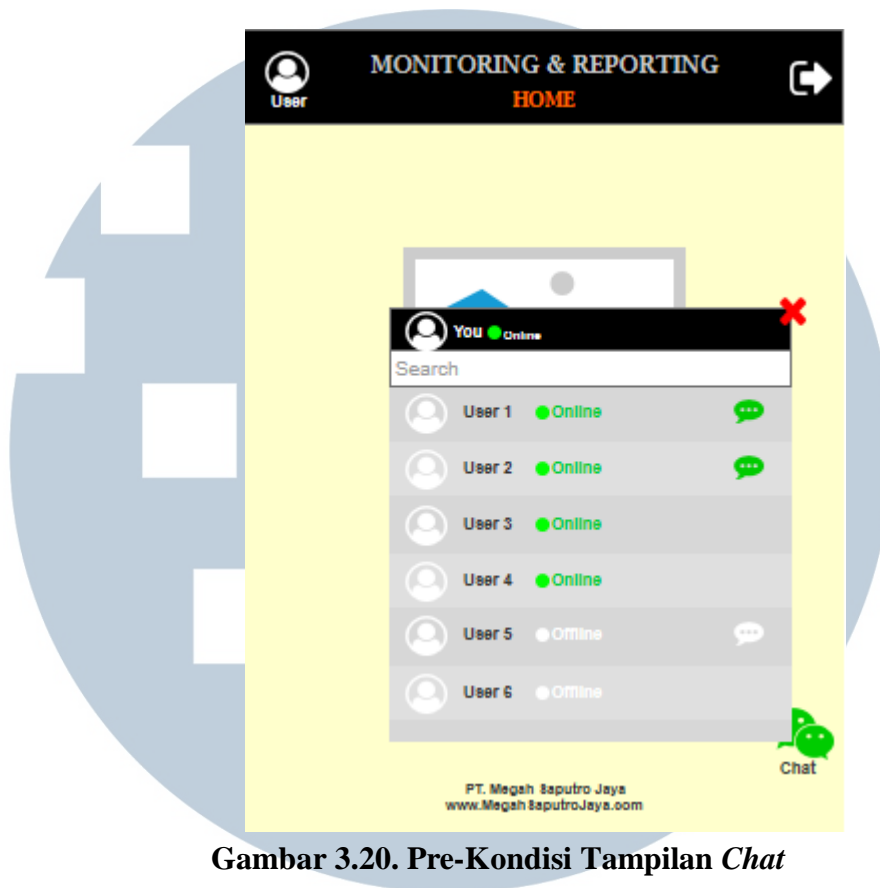 MONITORING & REPORTING
HOME
User
You Online
Search
User 1 Online
User 2 Online
User 3 Online
User 4 Online
User 5 Offline
User 6 Offline
Chat
PT. Megah Saputro Jaya
www.MegahSaputroJaya.com
Gambar 3.20. Pre-Kondisi Tampilan Chat